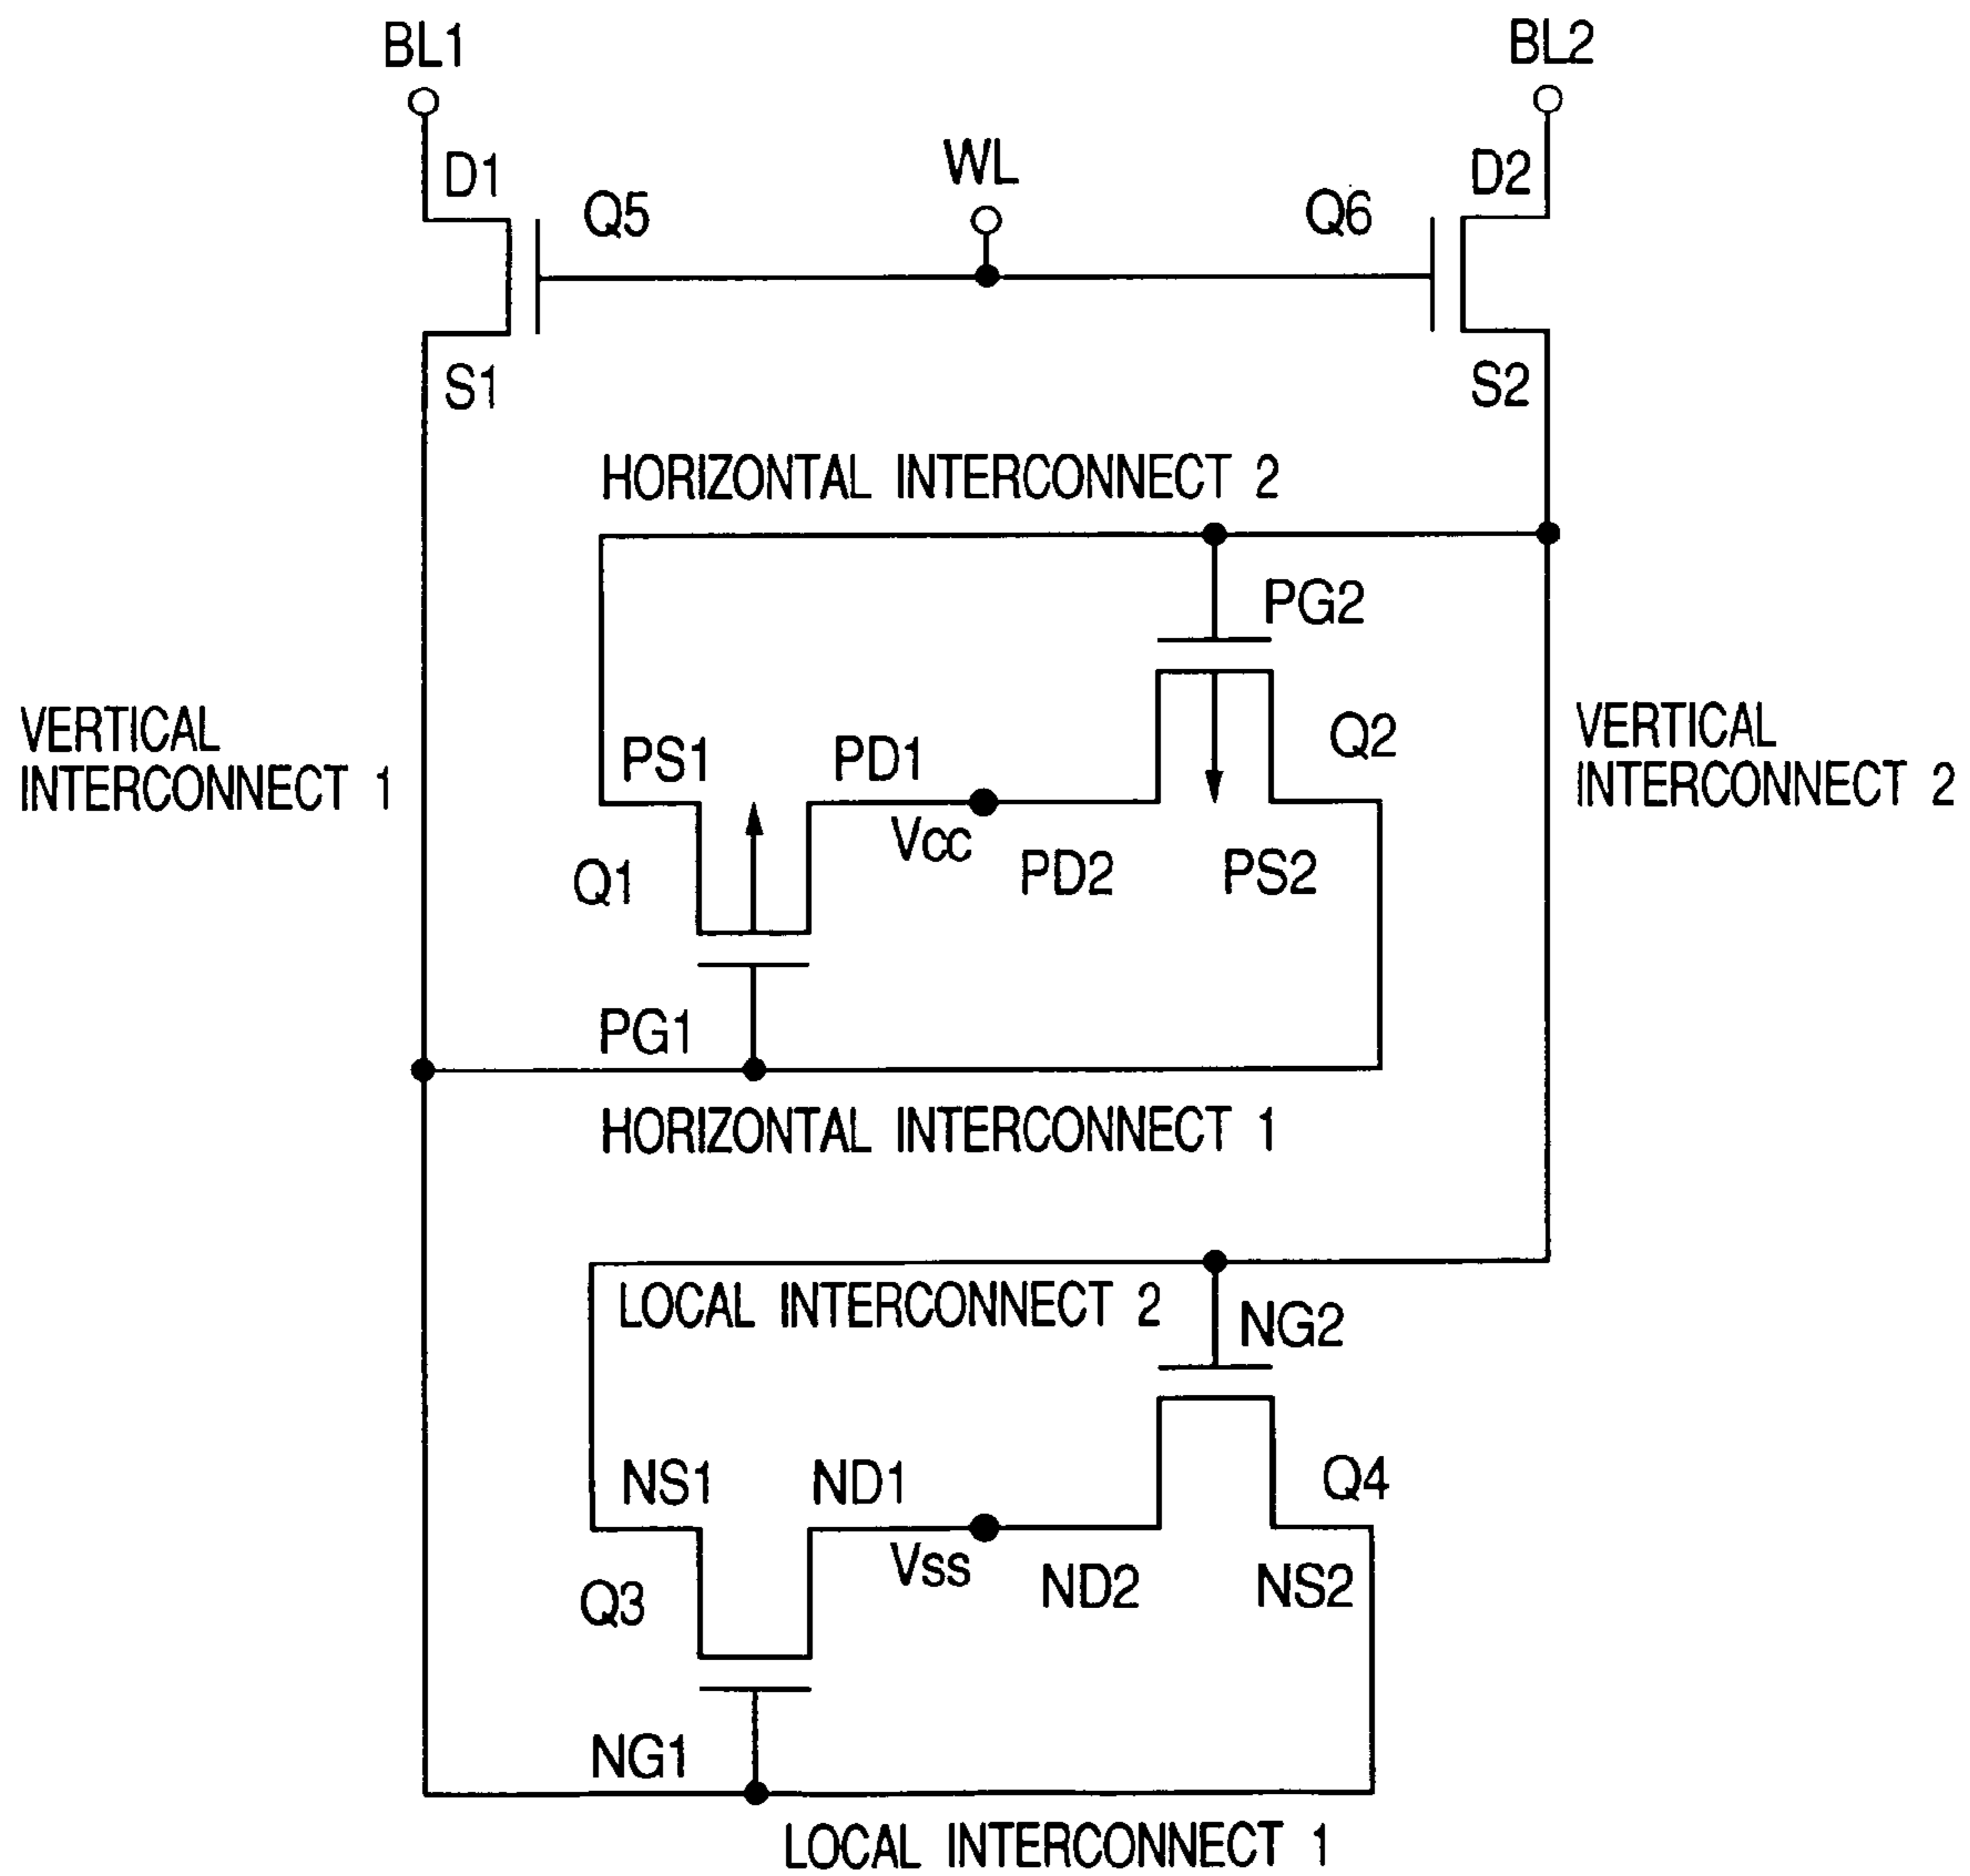 BL1
BL2
D1
Q5
WL
Q6
D2
S1
S2
HORIZONTAL INTERCONNECT 2
PG2
VERTICAL
INTERCONNECT 1
PS1
PD1
Q2
VERTICAL
INTERCONNECT 2
Vcc
Q1
PD2
PS2
PG1
HORIZONTAL INTERCONNECT 1
LOCAL INTERCONNECT 2
NG2
NS1
ND1
Q4
Vss
Q3
ND2
NS2
NG1
LOCAL INTERCONNECT 1